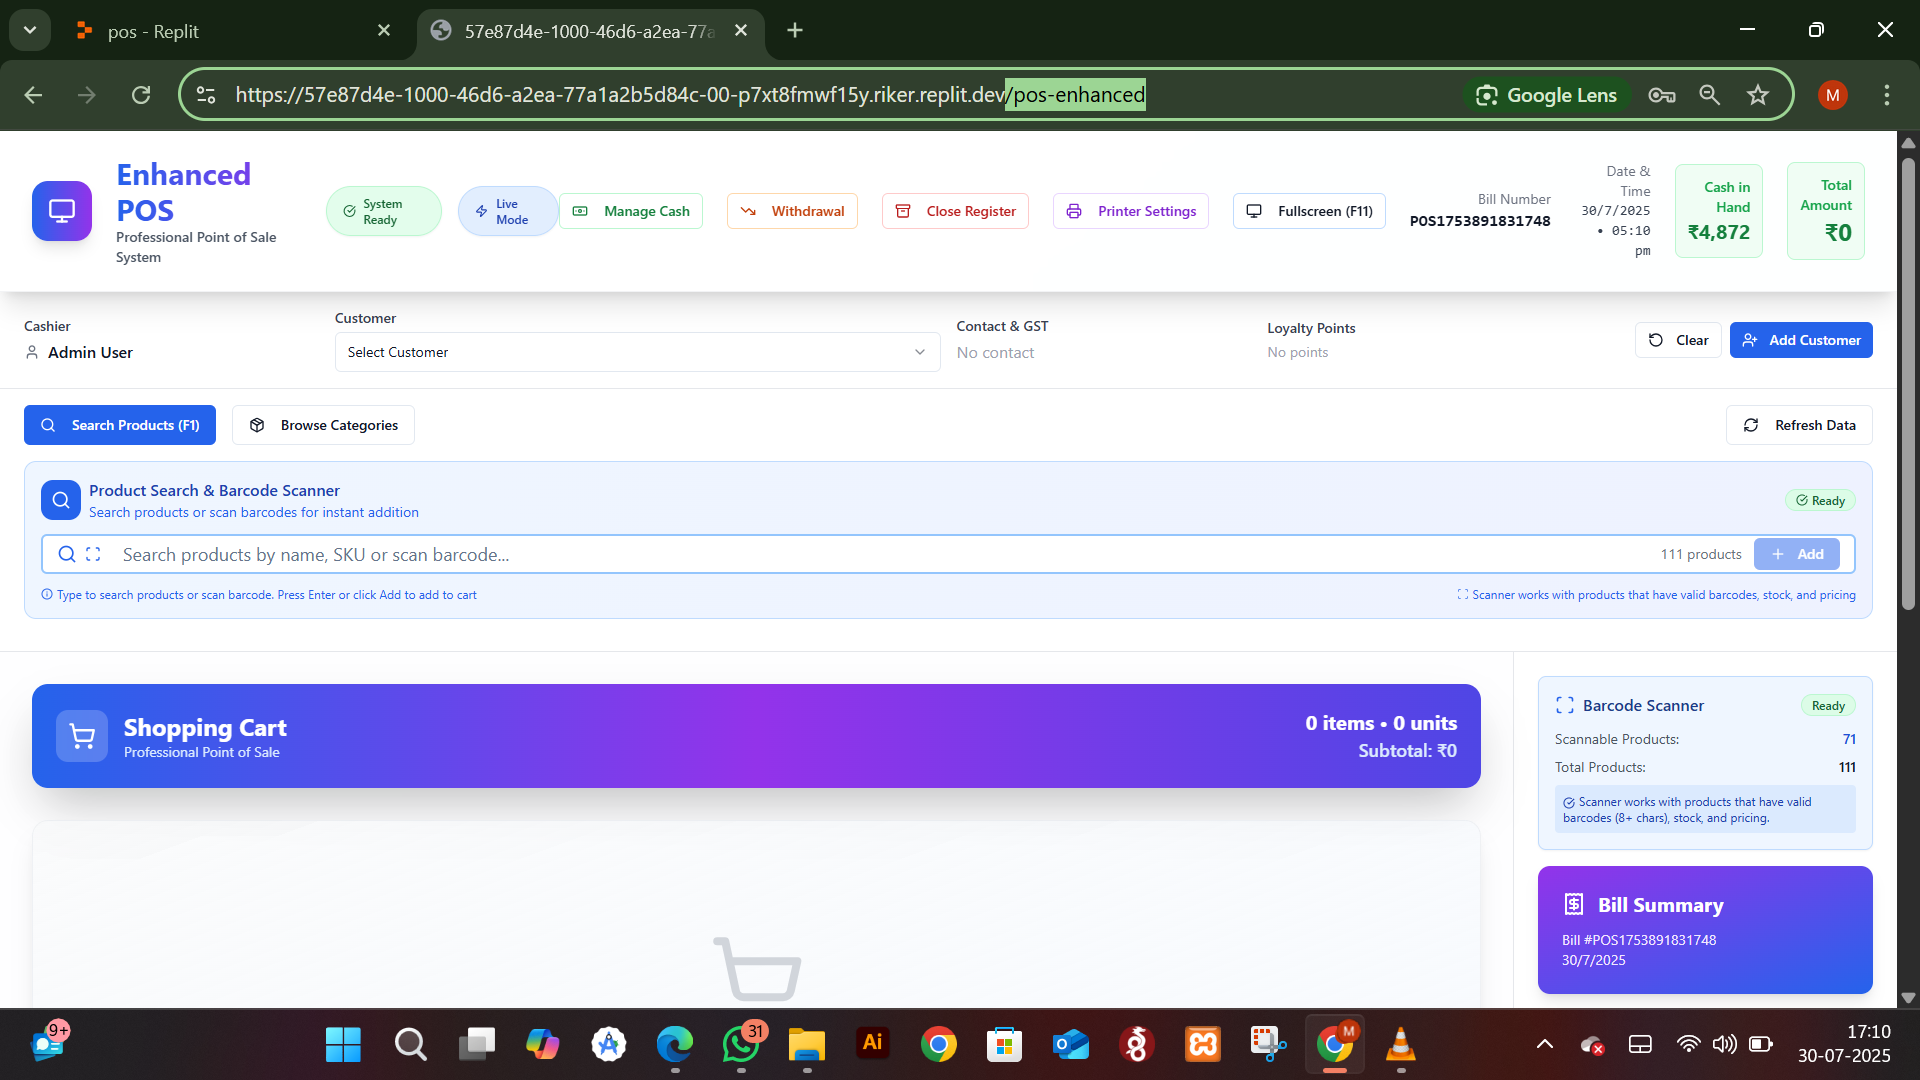 pos - Replit
57e87d4e-1000-46d6-a2ea-77a
https://57e87d4e-1000-46d6-a2ea-77a1a2b5d84c-00-p7xt8fmwf15y.riker.replit.dev/pos-enhanced
Google Lens
M
Enhanced
POS
Professional Point of Sale
System
System
Ready
Live
Mode
Manage Cash
Withdrawal
Close Register
Printer Settings
Fullscreen (F11)
Bill Number
POS1753891831748
Date &
Time
30/7/2025
• 05:10
pm
Cash in
Hand
₹4,872
Total
Amount
₹0
Cashier
Admin User
Customer
Select Customer
Contact & GST
No contact
Loyalty Points
No points
Clear
Add Customer
Search Products (F1)
Browse Categories
Refresh Data
Product Search & Barcode Scanner
Search products or scan barcodes for instant addition
Ready
Search products by name, SKU or scan barcode...
111 products
Add
Type to search products or scan barcode. Press Enter or click Add to add to cart
Scanner works with products that have valid barcodes, stock, and pricing
Shopping Cart
Professional Point of Sale
0 items • 0 units
Subtotal: ₹0
Barcode Scanner
Ready
Scannable Products:
71
Total Products:
111
Scanner works with products that have valid
barcodes (8+ chars), stock, and pricing.
Bill Summary
Bill #POS1753891831748
30/7/2025
9+
31
Ai
M
17:10
30-07-2025